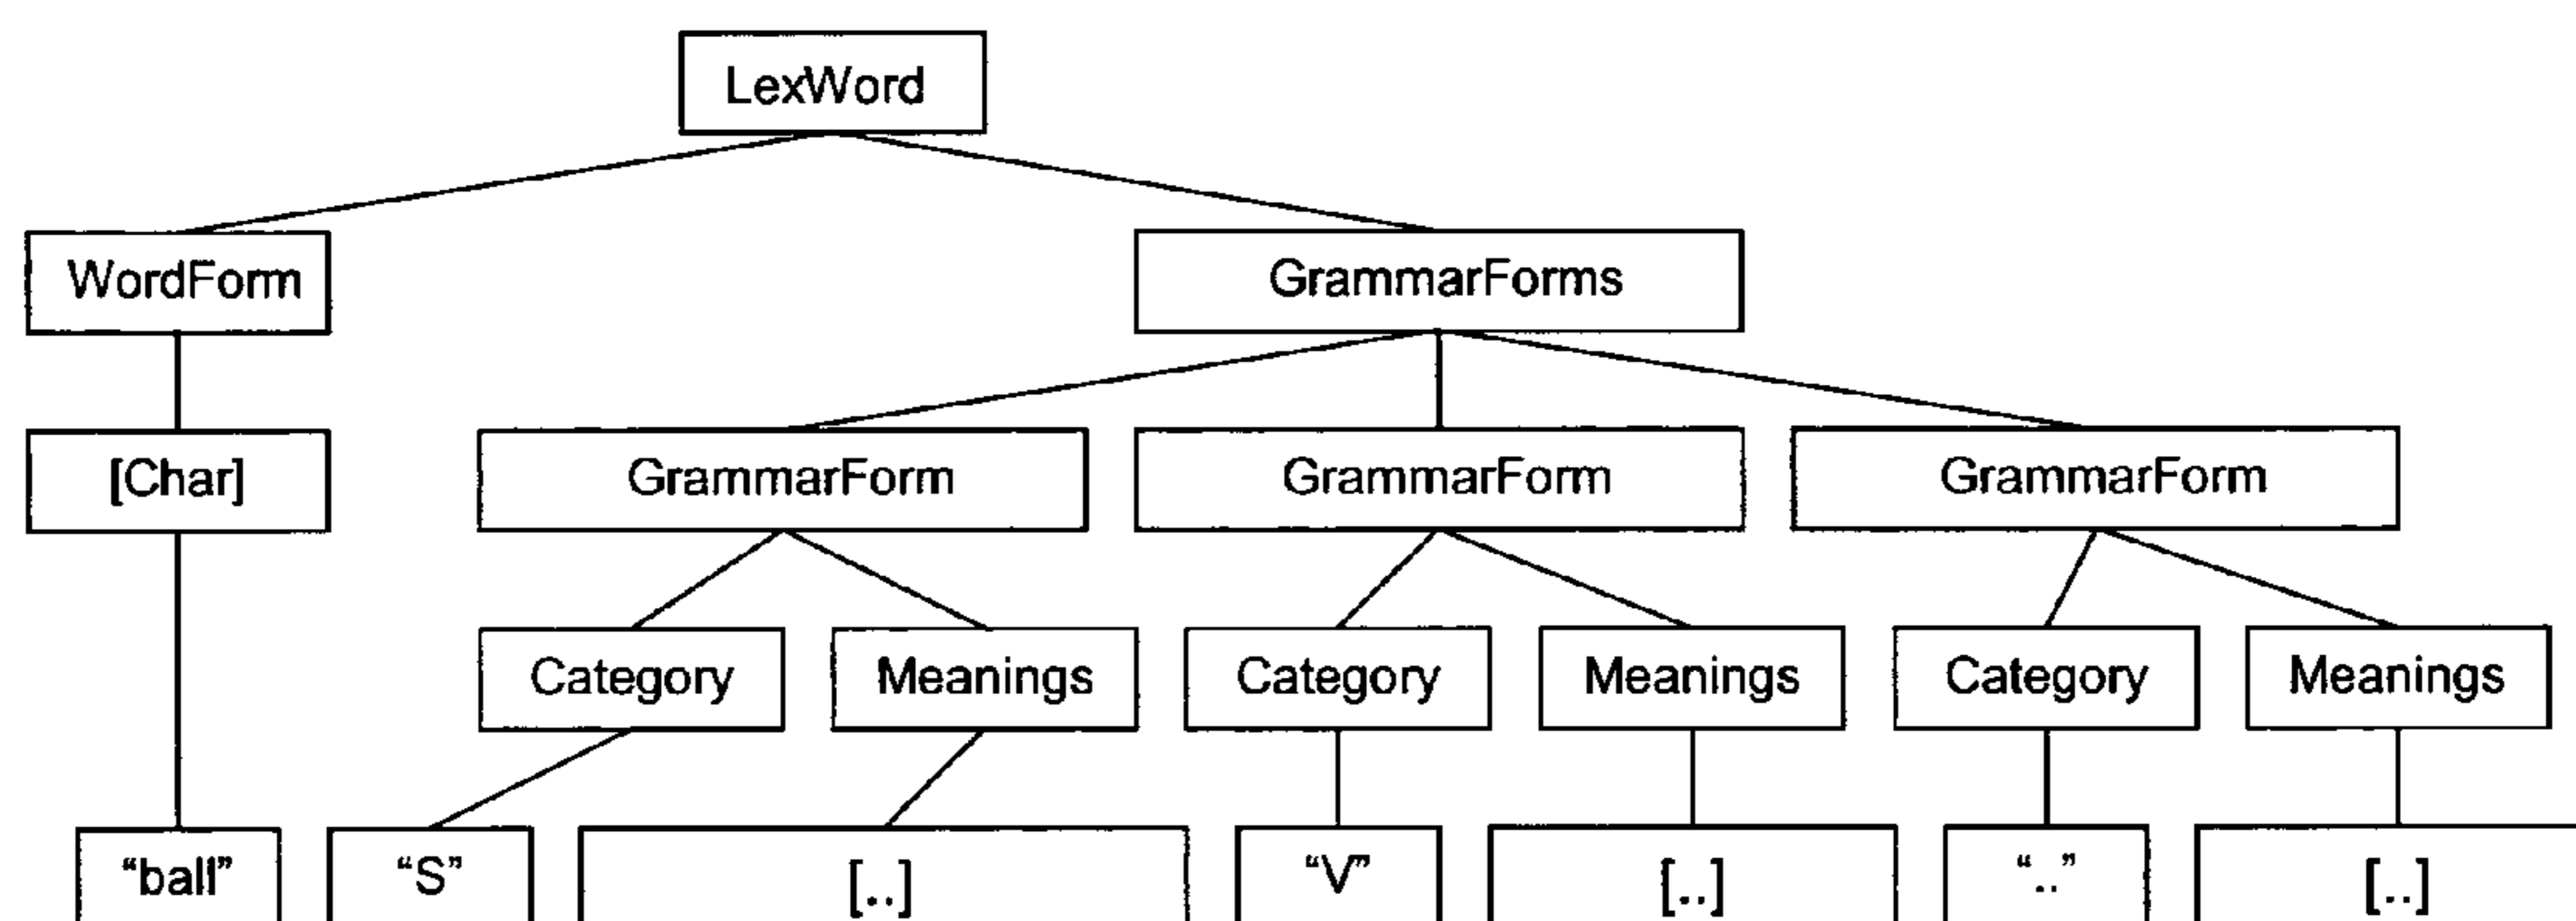 LexWord
WordForm GrammarForms
[Char] GrammarForm GrammarForm GrammarForm
Category Meanings Category Meanings Category Meanings
“ball” “S” [..] “V” [..] “..” [..]